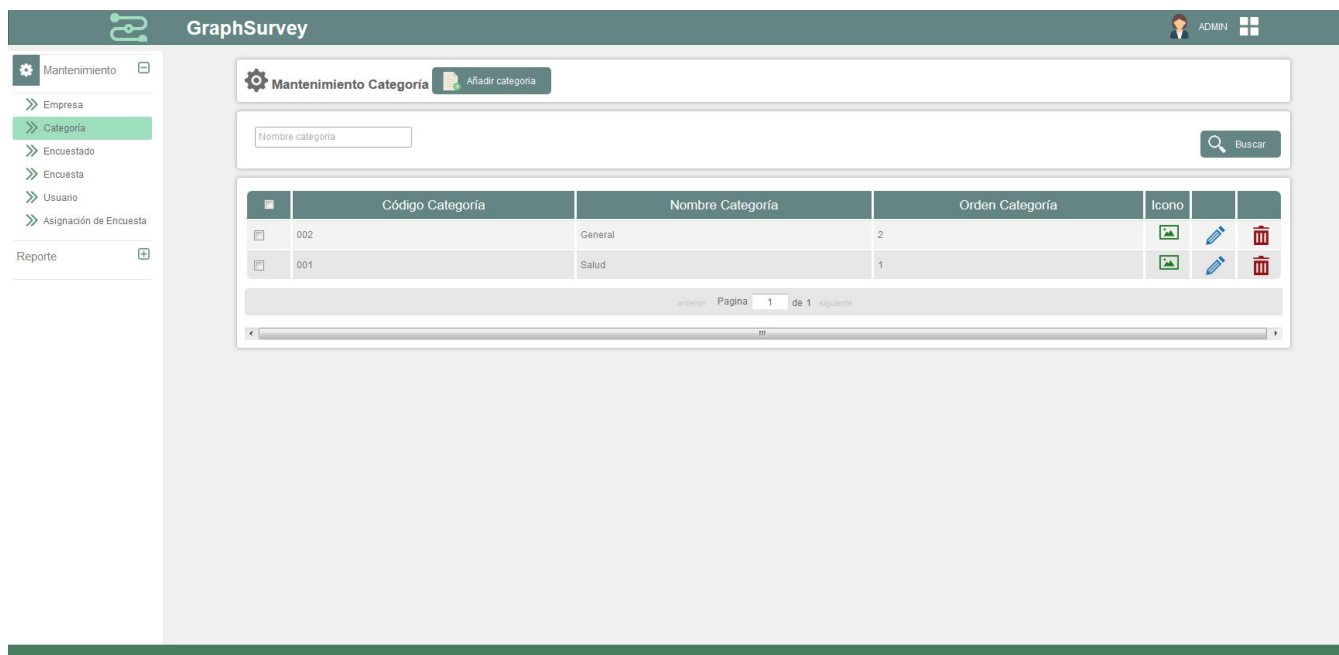 GraphSurvey
ADMIN
Mantenimiento
Empresa
Categoría
Encuestado
Encuesta
Usuario
Asignación de Encuesta
Reporte
Mantenimiento Categoría
Añadir categoria
Nombre categoria
Buscar
Código Categoría Nombre Categoría Orden Categoría Icono
002 General 2
001 Salud 1
anterior Pagina 1 de 1 siguiente